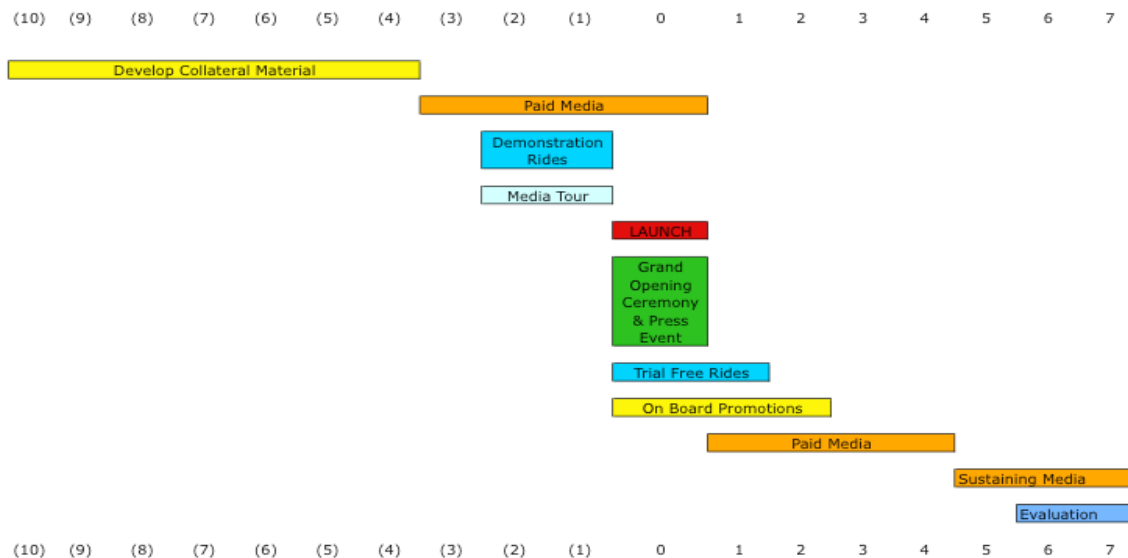 (10) (9) (8) (7) (6) (5) (4) (3) (2) (1) 0 1 2 3 4 5 6 7
Develop Collateral Material
Paid Media
Demonstration
Rides
Media Tour
LAUNCH
Grand
Opening
Ceremony
& Press
Event
Trial Free Rides
On Board Promotions
Paid Media
Sustaining Media
Evaluation
(10) (9) (8) (7) (6) (5) (4) (3) (2) (1) 0 1 2 3 4 5 6 7